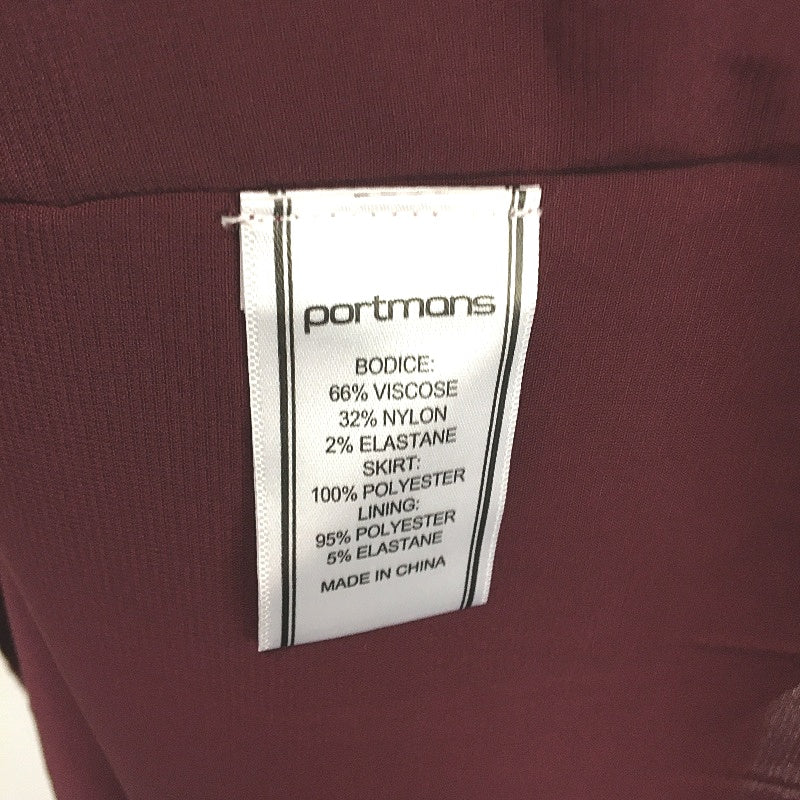 portmans
BODICE:
66% VISCOSE
32% NYLON
2% ELASTANE
SKIRT:
100% POLYESTER
LINING:
95% POLYESTER
5% ELASTANE
MADE IN CHINA